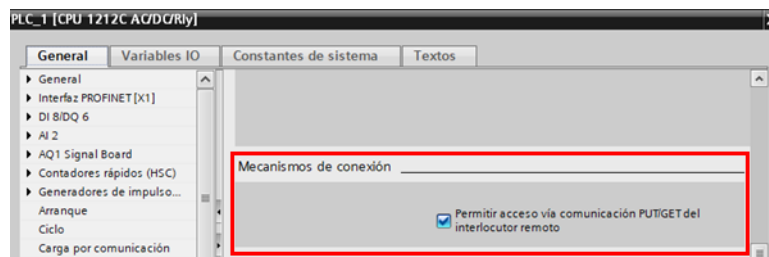 PLC_1 [CPU 1212C AC/DC/Rly]
General
Variables IO
Constantes de sistema
Textos
General
Interfaz PROFINET [X1]
DI 8/DQ 6
AI 2
AQ1 Signal Board
Contadores rápidos (HSC)
Generadores de impulso...
Arranque
Ciclo
Carga por comunicación
Mecanismos de conexión
Permitir acceso vía comunicación PUT/GET del
interlocutor remoto